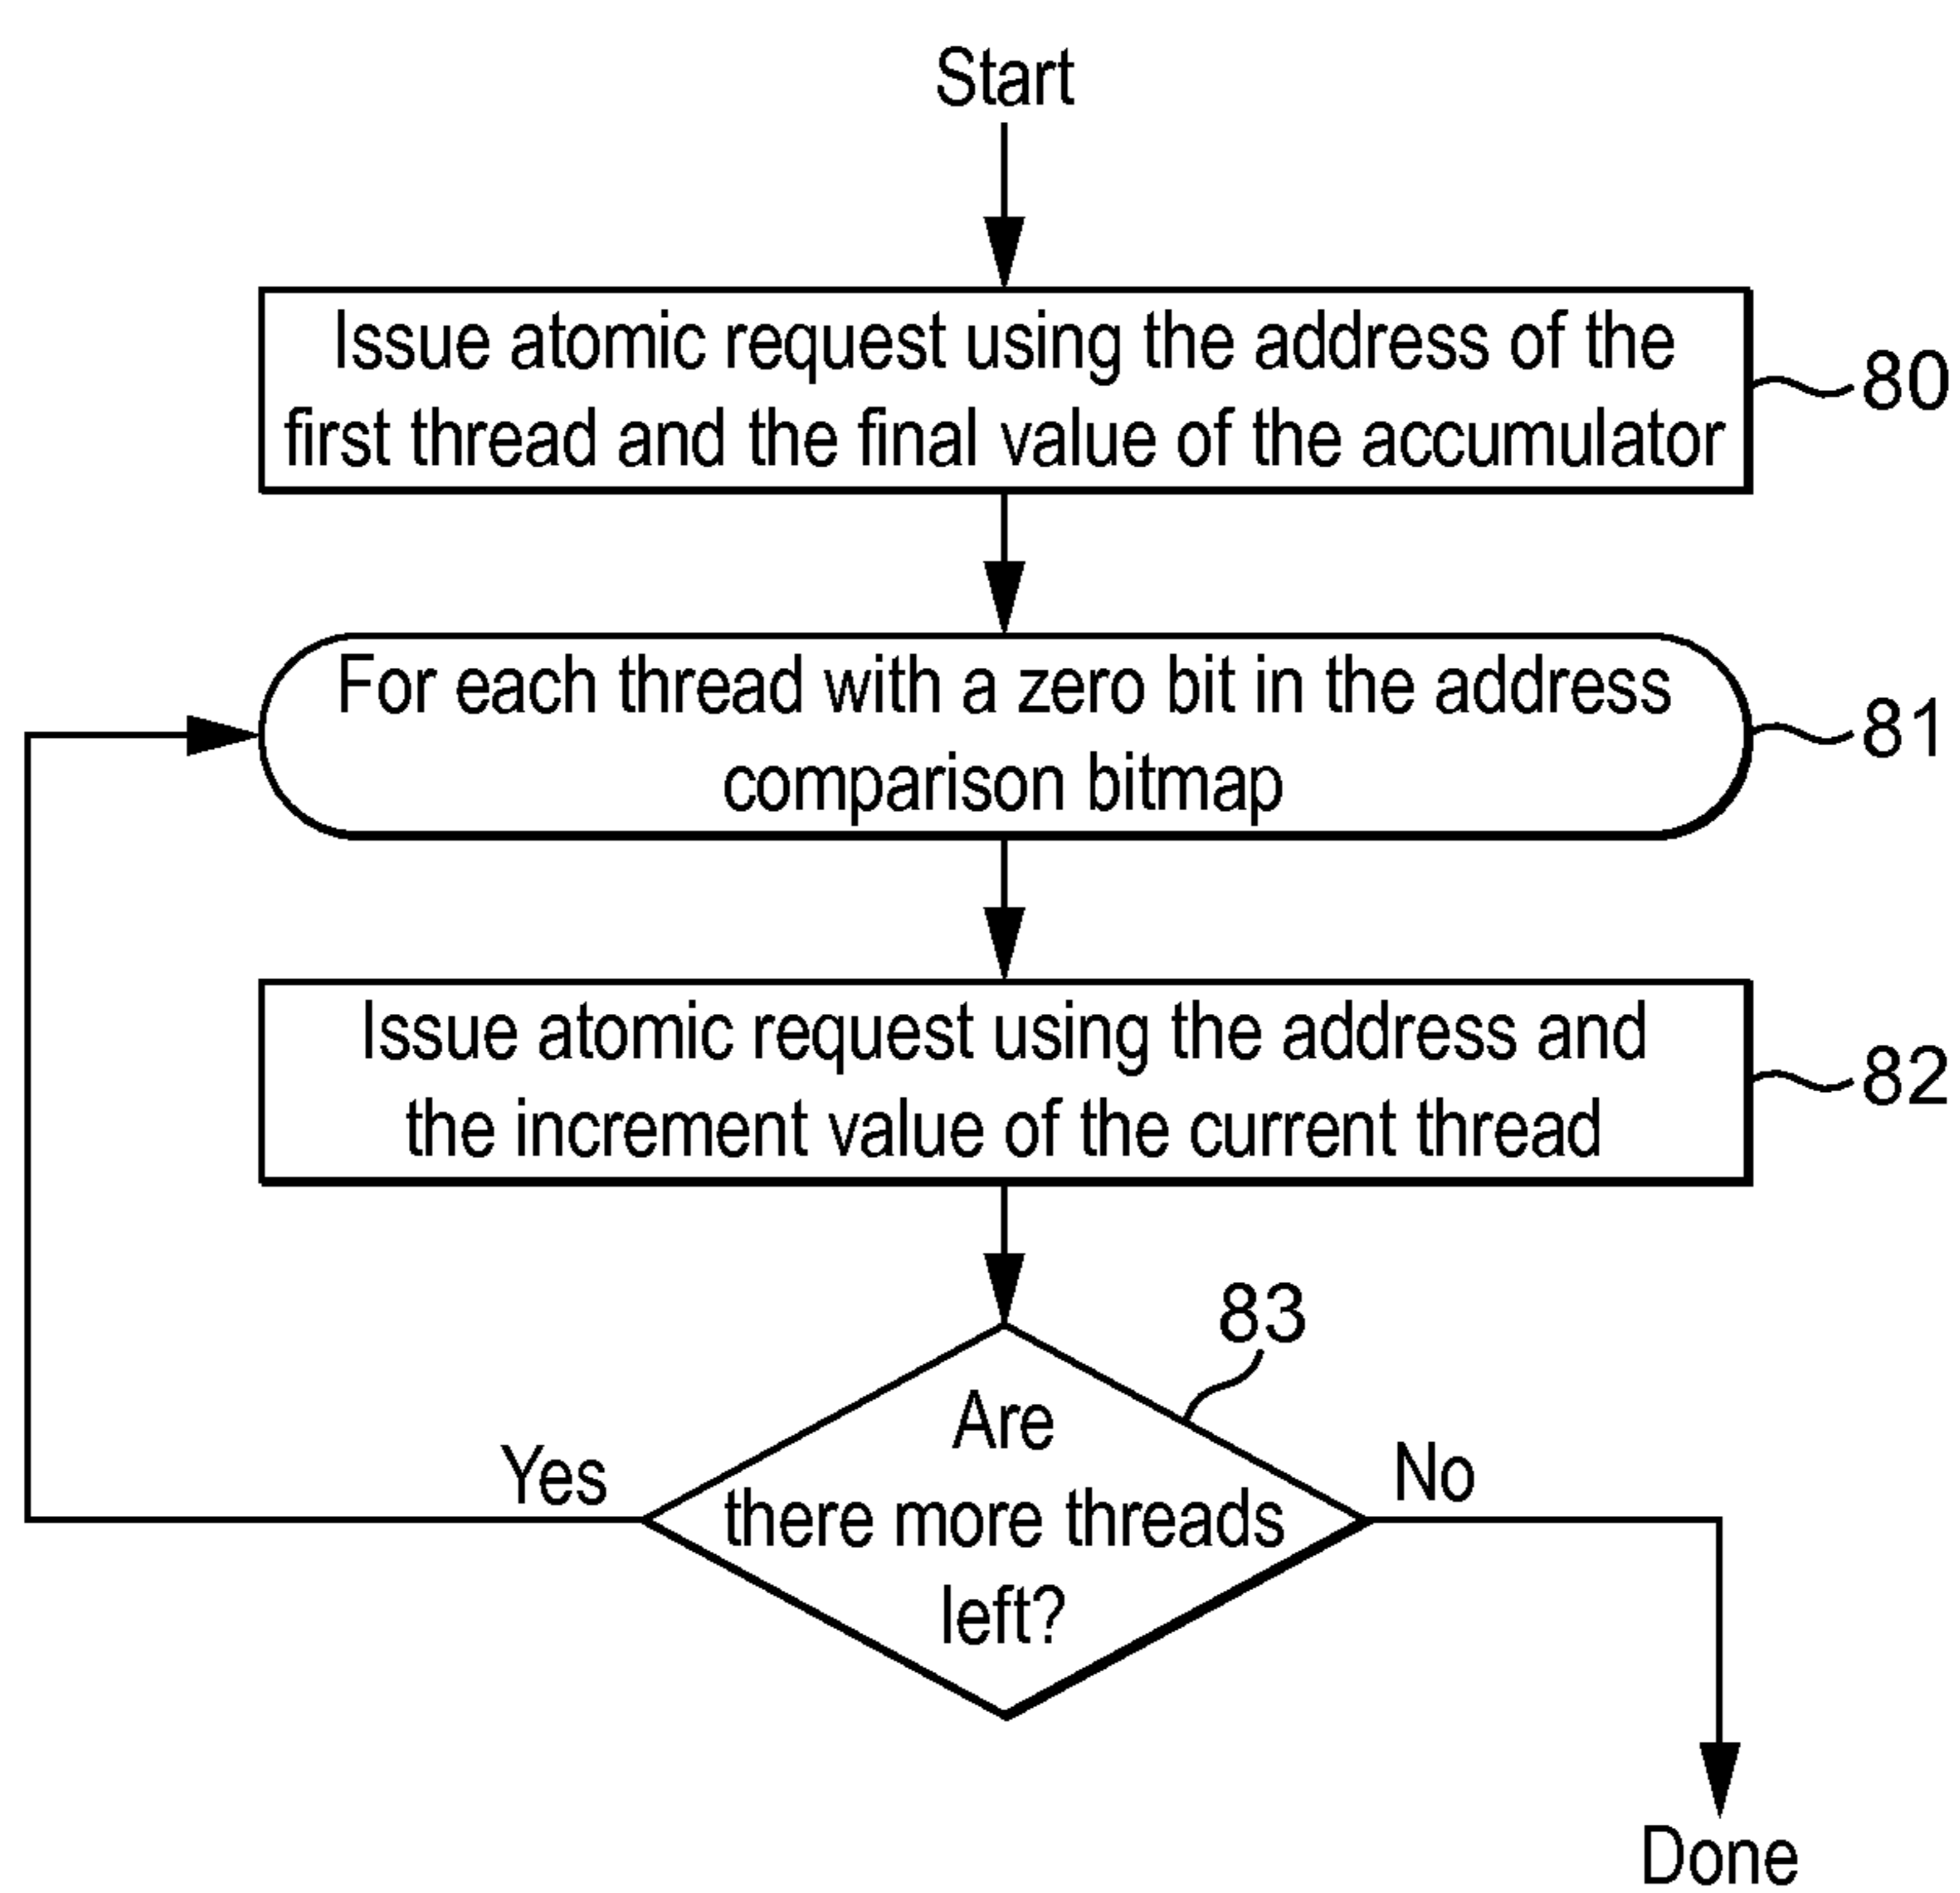 Start
Issue atomic request using the address of the
first thread and the final value of the accumulator
80
For each thread with a zero bit in the address
comparison bitmap
81
Issue atomic request using the address and
the increment value of the current thread
82
83
Are
there more threads
left?
Yes
No
Done